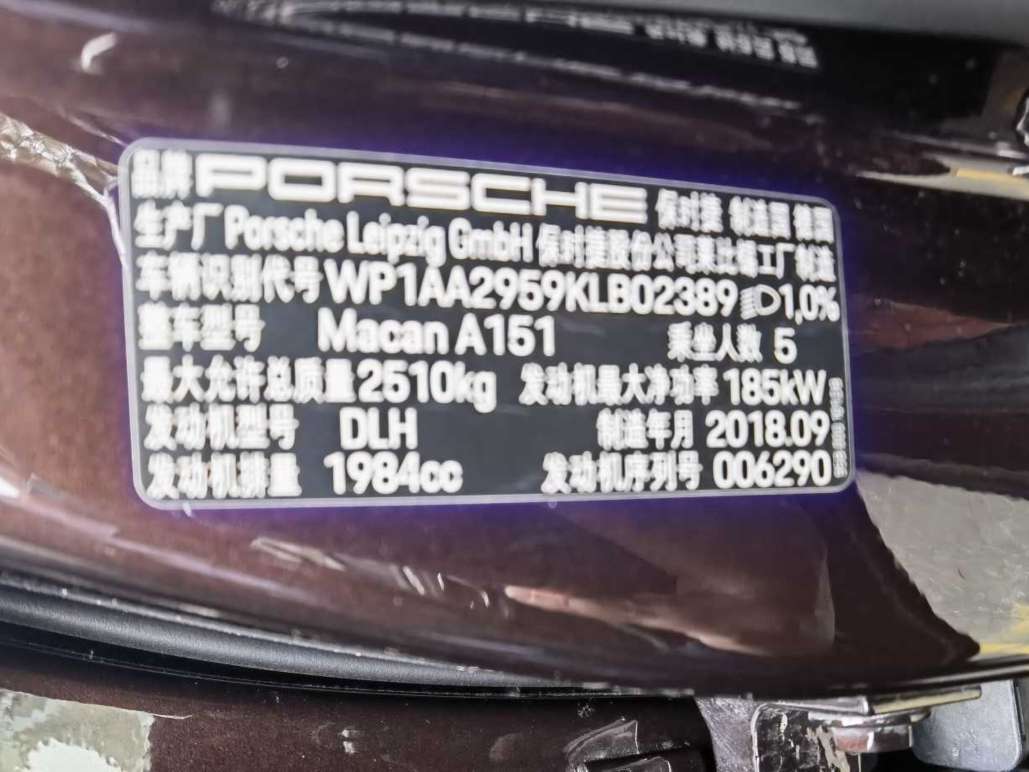 品牌 PORSCHE 保时捷 制造国 德国
生产厂 Porsche Leipzig GmbH 保时捷股份公司莱比锡工厂制造
车辆识别代号 WP1AA2959KLB02389 1,0%
整车型号 Macan A151 乘坐人数 5
最大允许总质量 2510kg 发动机最大净功率 185kW
发动机型号 DLH 制造年月 2018.09
发动机排量 1984cc 发动机序列号 006290